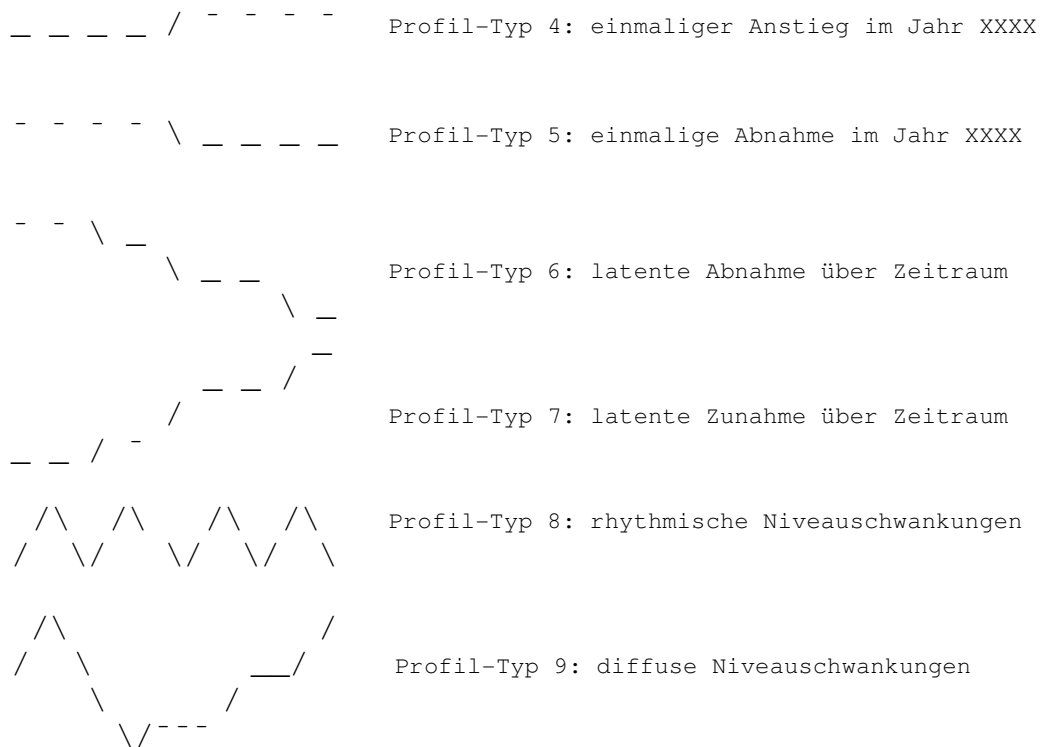 Profil-Typ 4: einmaliger Anstieg im Jahr XXXX
Profil-Typ 5: einmalige Abnahme im Jahr XXXX
Profil-Typ 6: latente Abnahme über Zeitraum
Profil-Typ 7: latente Zunahme über Zeitraum
Profil-Typ 8: rhythmische Niveauschwankungen
Profil-Typ 9: diffuse Niveauschwankungen